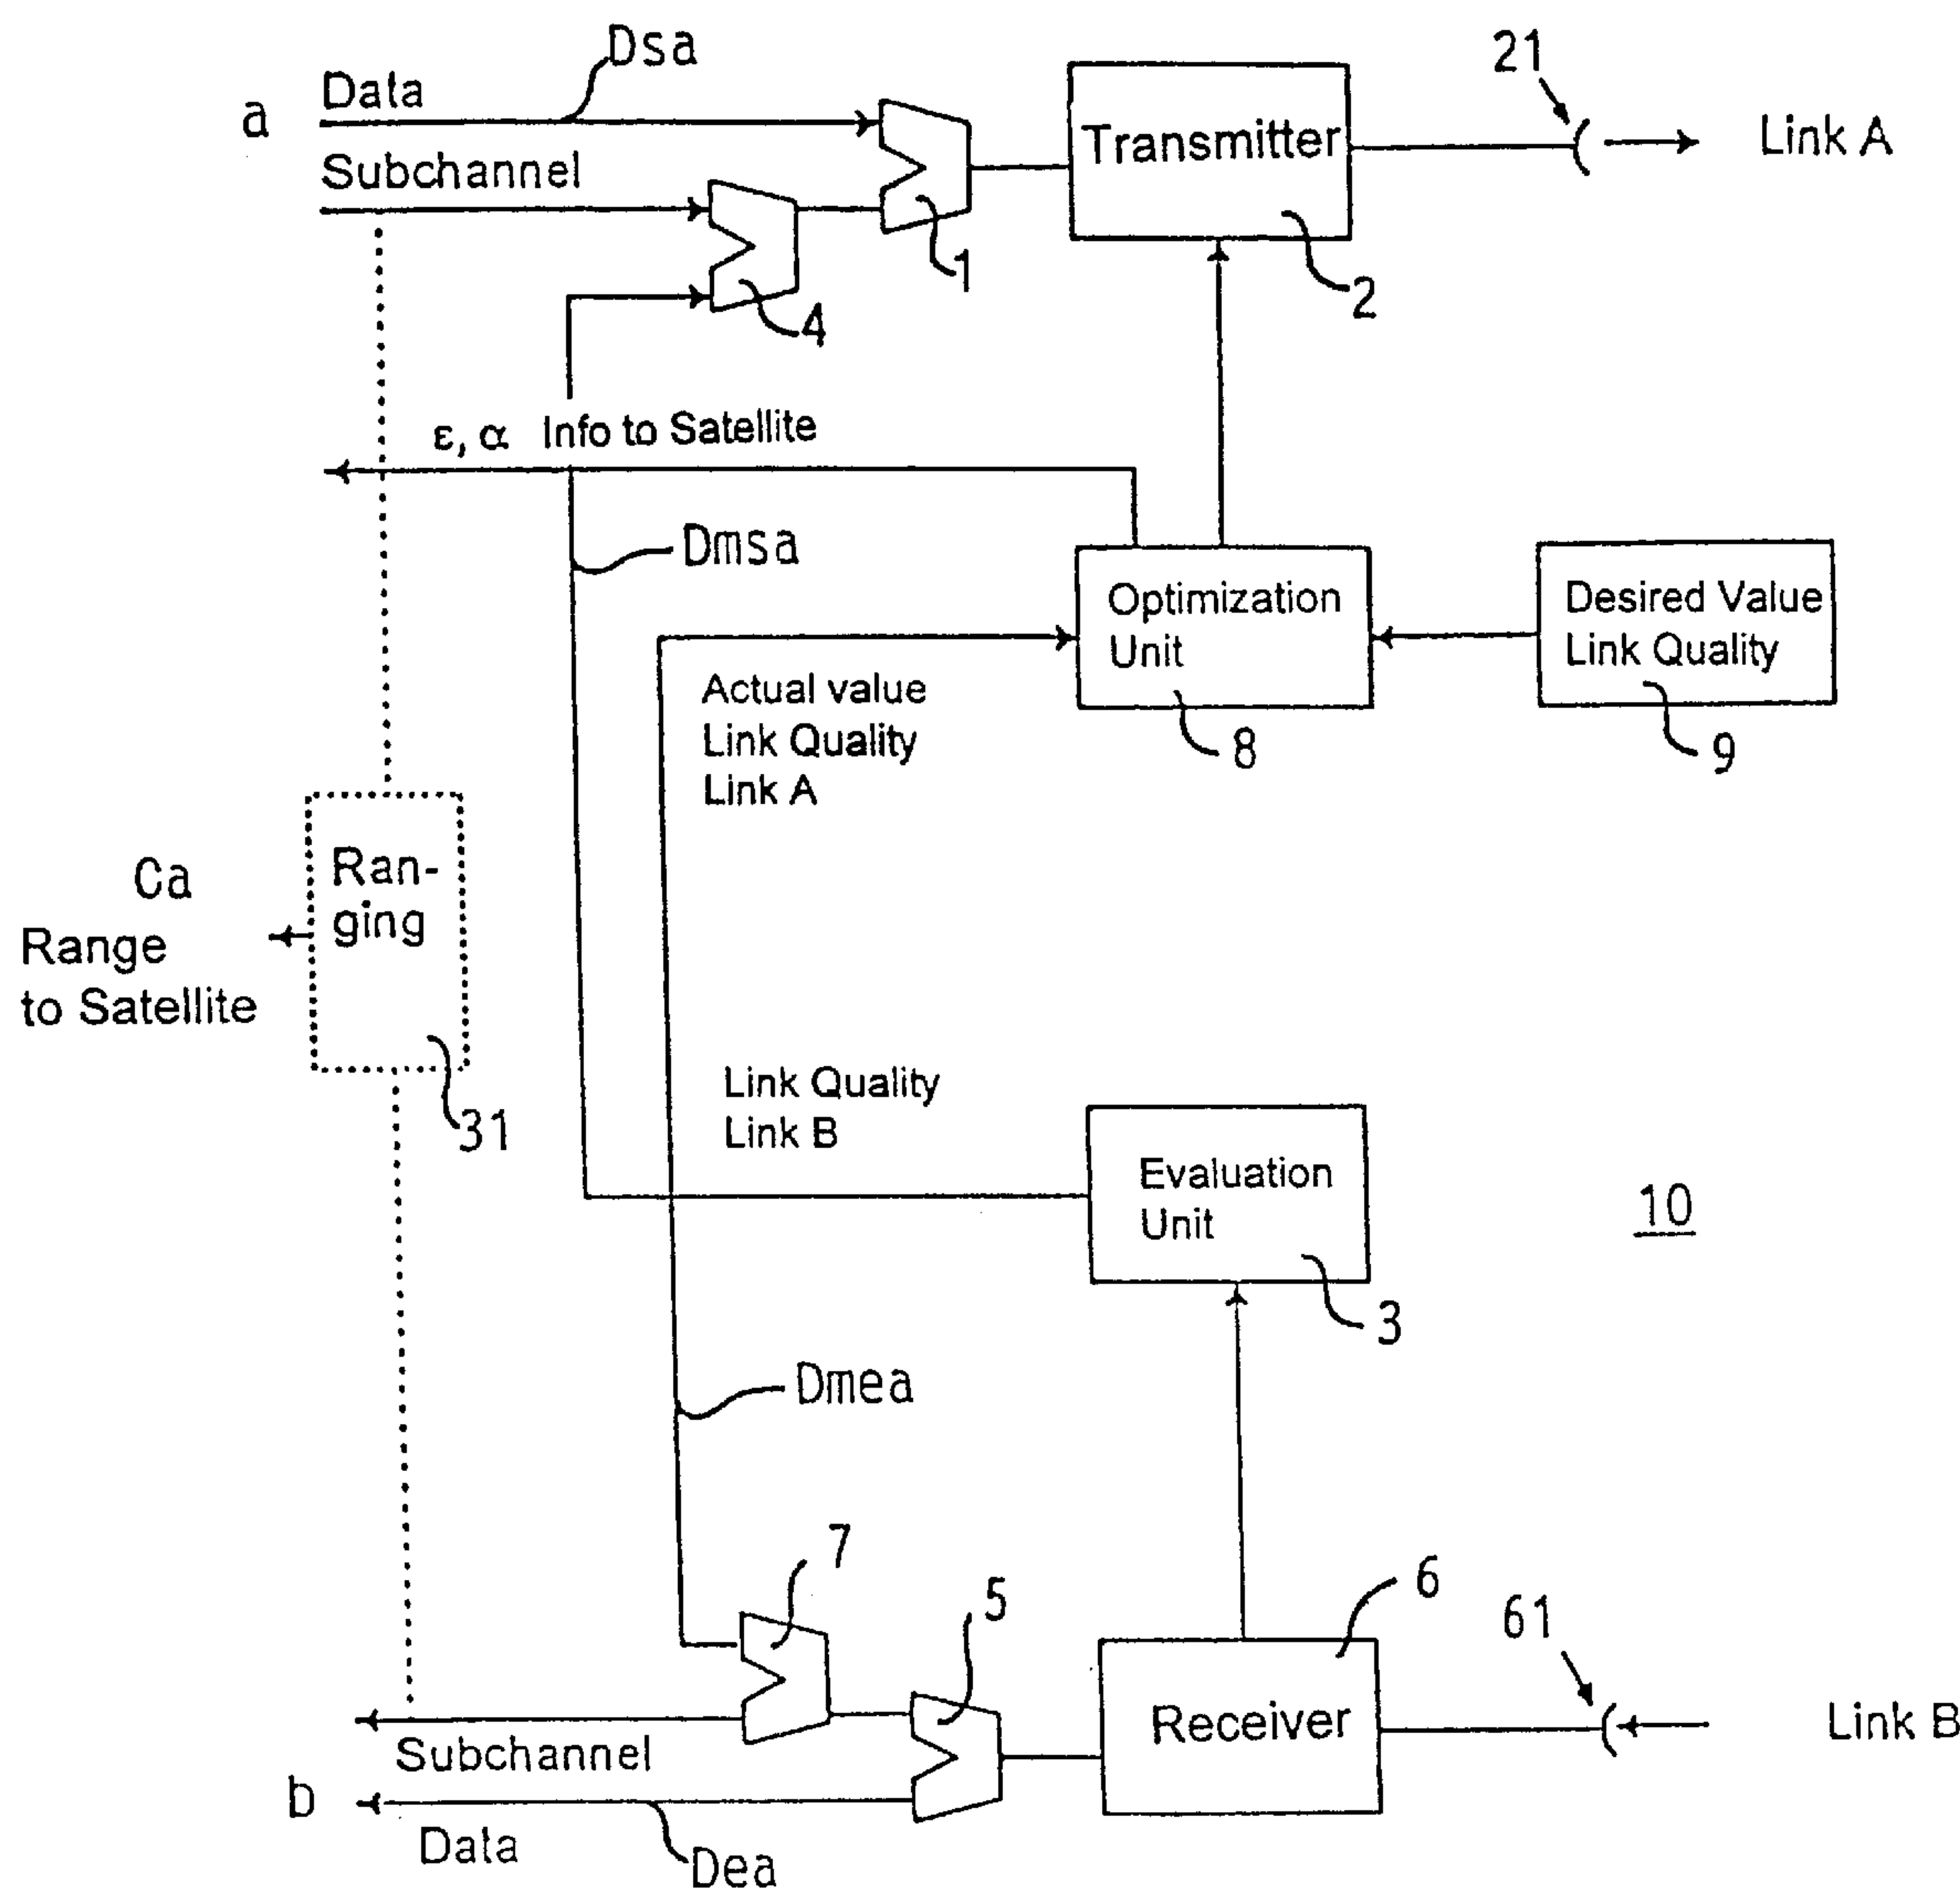 Dsa
21
a
Data
Transmitter
Link A
Subchannel
1
2
4
ε, α Info to Satellite
Dmsa
Optimization
Unit
Desired Value
Link Quality
Actual value
Link Quality
Link A
8
9
Ca
Range
to Satellite
Ran-
ging
31
Link Quality
Link B
Evaluation
Unit
10
3
Dmea
7
5
6
61
Receiver
Link B
Subchannel
b
Data
Dea